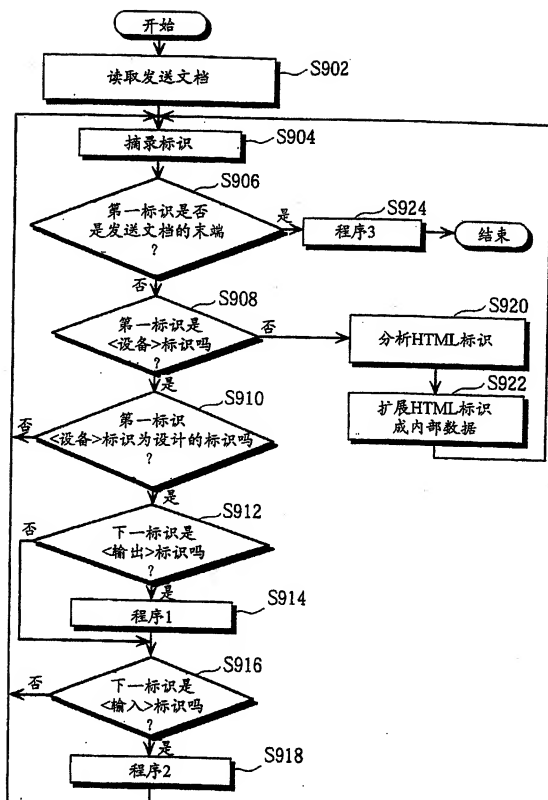 开始
读取发送文档
S902
摘录标识
S904
第一标识是否
是发送文档的末端
?
S906
是
程序3
S924
结束
否
第一标识是
<设备>标识吗
?
S908
否
分析HTML标识
S920
扩展HTML标识
成内部数据
S922
是
第一标识
<设备>标识为设计的标识吗
?
S910
否
是
下一标识是
<输出>标识吗
?
S912
否
是
程序1
S914
下一标识是
<输入>标识吗
?
S916
否
是
程序2
S918